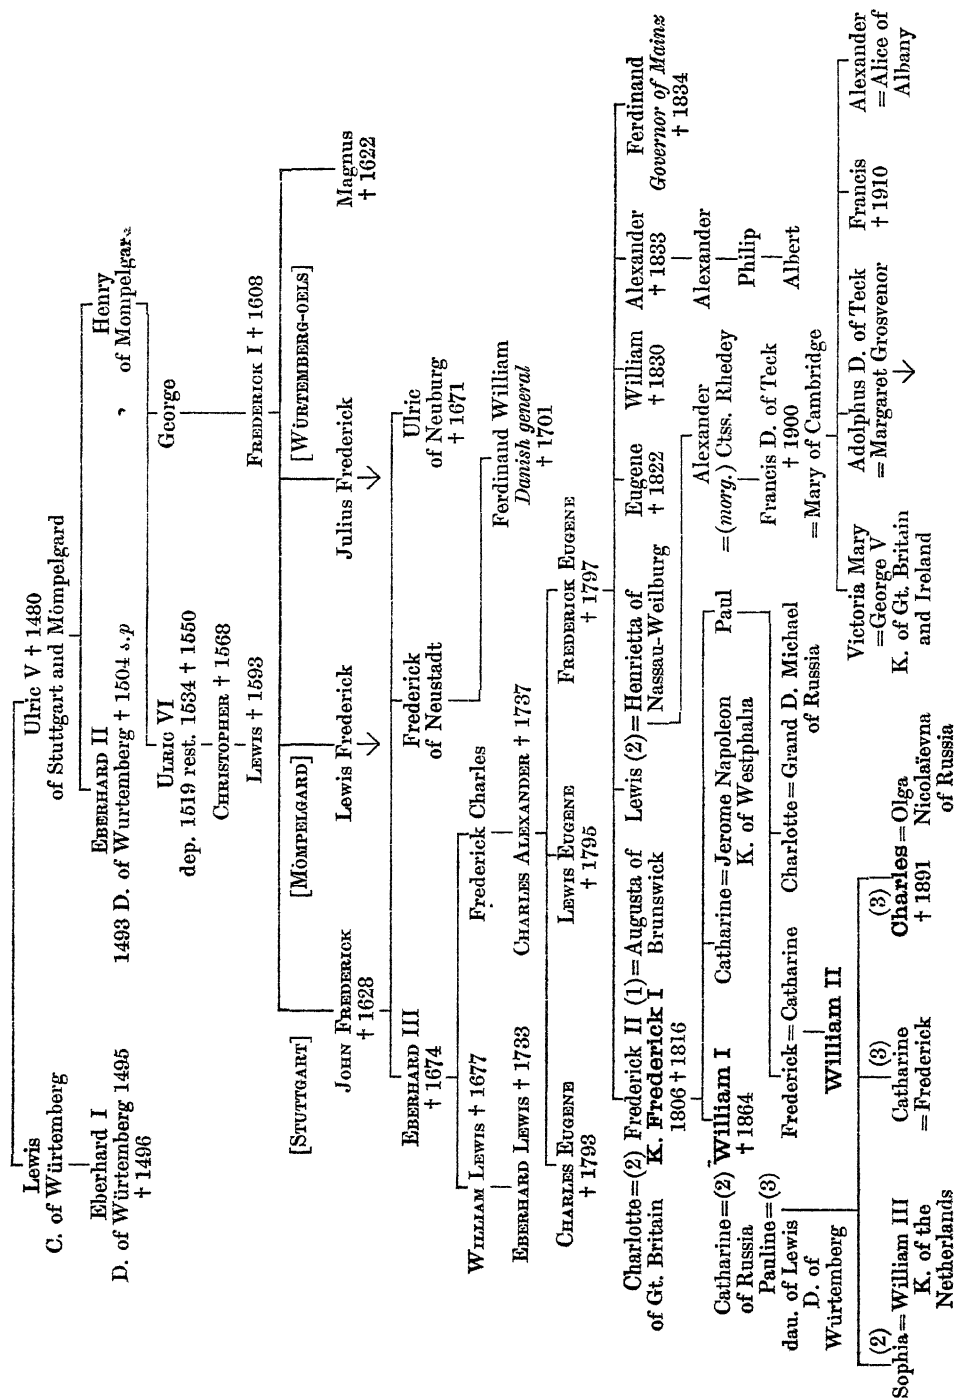 Lewis
C. of Würtemberg
Ulric V † 1480
of Stuttgart and Mömpelgard
Eberhard I
D. of Würtemberg 1495
† 1496
EBERHARD II
1493 D. of Wurtemberg † 1504 s.p
Henry
of Mompelgard
ULRIC VI
dep. 1519 rest. 1534 † 1550
George
CHRISTOPHER † 1568
LEWIS † 1593
FREDERICK I † 1608
[STUTTGART]
[MÖMPELGARD]
[WÜRTEMBERG-OELS]
JOHN FREDERICK
† 1628
Lewis Frederick
Julius Frederick
Magnus
† 1622
EBERHARD III
† 1674
Frederick
of Neustadt
Ulric
of Neuburg
† 1671
WILLIAM LEWIS † 1677
Frederick Charles
Ferdinand William
Danish general
† 1701
EBERHARD LEWIS † 1733
CHARLES ALEXANDER † 1737
CHARLES EUGENE
† 1793
LEWIS EUGENE
† 1795
FREDERICK EUGENE
† 1797
Charlotte=(2) Frederick II (1)=Augusta of
of Gt. Britain K. Frederick I Brunswick
1806 † 1816
Lewis (2)=Henrietta of
Nassau-Weilburg
Eugene
† 1822
William
† 1830
Alexander
† 1833
Ferdinand
Governor of Mainz
† 1834
Catharine=(2) William I
of Russia † 1864
Pauline=(3)
dau. of Lewis
D. of
Würtemberg
Catharine=Jerome Napoleon
K. of Westphalia
Paul
Alexander
=(morg.) Ctss. Rhedey
Alexander
Philip
Albert
Frederick=Catharine
Charlotte=Grand D. Michael
of Russia
Francis D. of Teck
† 1900
=Mary of Cambridge
William II
(2)
Sophia=William III
K. of the
Netherlands
(3)
Catharine
=Frederick
(3)
Charles=Olga
† 1891 Nicolaïevna
of Russia
Victoria Mary
=George V
K. of Gt. Britain
and Ireland
Adolphus D. of Teck
=Margaret Grosvenor
Francis
† 1910
Alexander
=Alice of
Albany